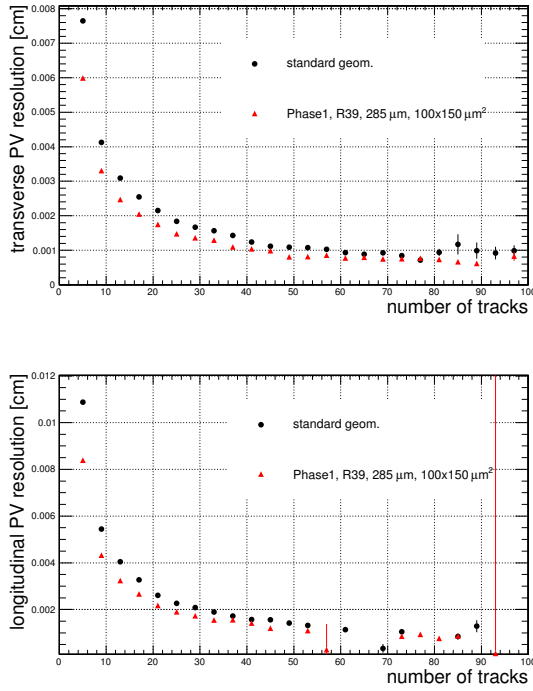 transverse PV resolution [cm]
0.008
0.007
0.006
0.005
0.004
0.003
0.002
0.001
0
standard geom.
Phase1, R39, 285 μm, 100x150 μm²
0 10 20 30 40 50 60 70 80 90 100
number of tracks
longitudinal PV resolution [cm]
0.012
0.01
0.008
0.006
0.004
0.002
standard geom.
Phase1, R39, 285 μm, 100x150 μm²
0 10 20 30 40 50 60 70 80 90 100
number of tracks